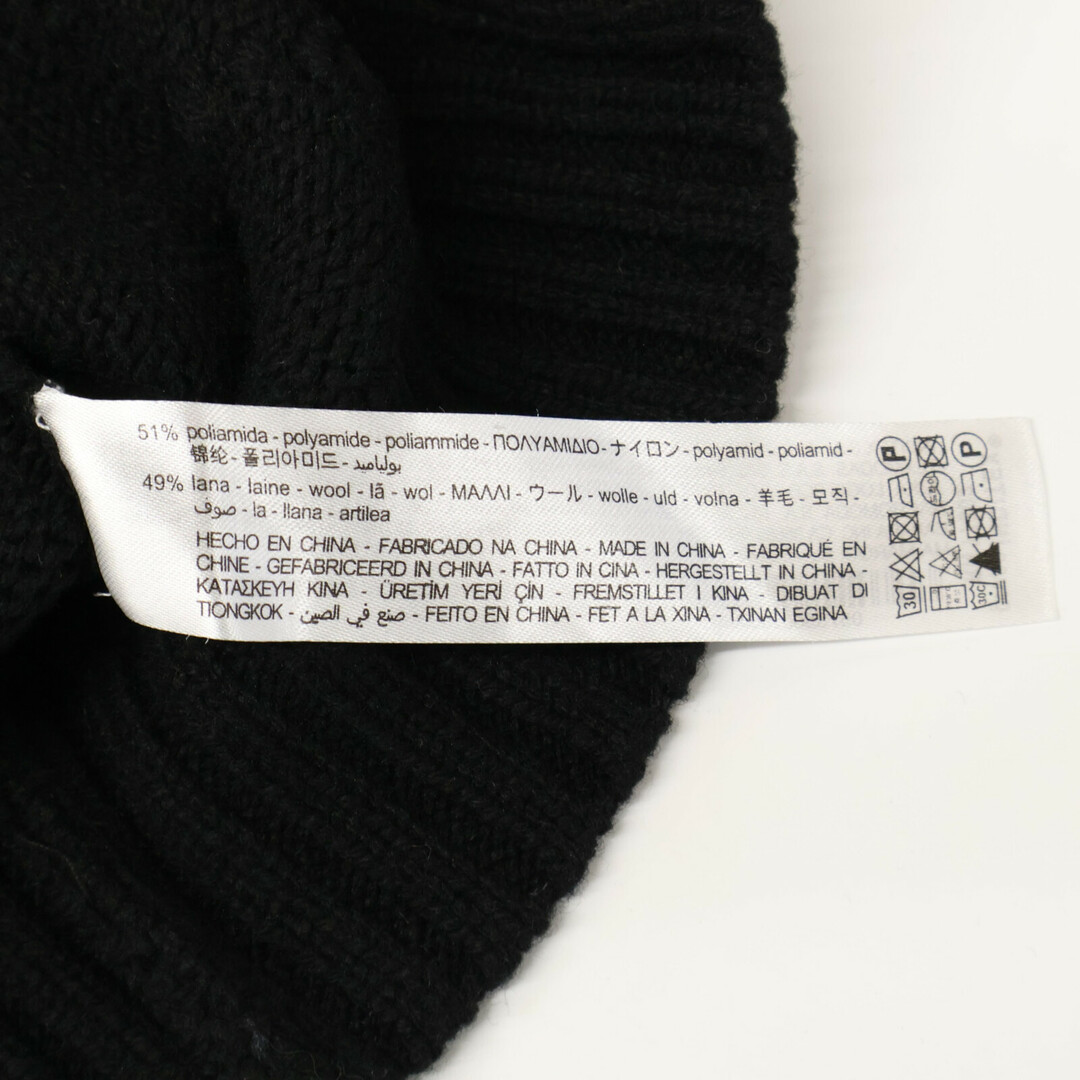 51% poliamida - polyamide - poliammide - ΠΟΛΥΑΜΙΔΙΟ - ナイロン - polyamid - poliamid -
锦纶 - 폴리아미드 - بولياميد
49% lana - laine - wool - lã - wol - ΜΑΛΛΙ - ウール - wolle - uld - volna - 羊毛 - 모직 -
صوف - la - llana - artilea
HECHO EN CHINA - FABRICADO NA CHINA - MADE IN CHINA - FABRIQUÉ EN
CHINE - GEFABRICEERD IN CHINA - FATTO IN CINA - HERGESTELLT IN CHINA -
ΚΑΤΑΣΚΕΥΗ ΚΙΝΑ - ÜRETİM YERİ ÇİN - FREMSTILLET I KINA - DIBUAT DI
TIONGKOK - صنع في الصين - FEITO EN CHINA - FET A LA XINA - TXINAN EGINA
P P
30